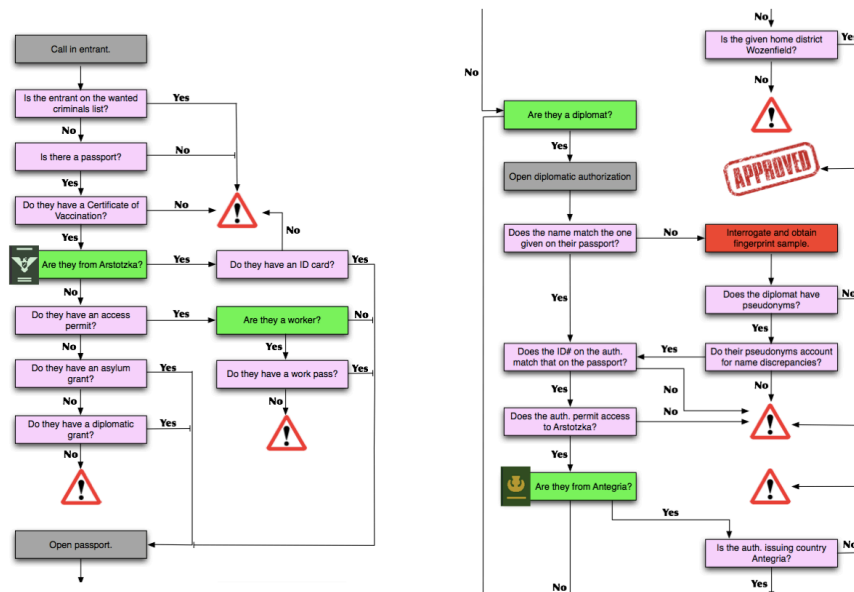 Call in entrant.
Is the entrant on the wanted
criminals list?
Yes
No
Is there a passport?
No
Yes
Do they have a Certificate of
Vaccination?
No
Yes
Are they from Arstotzka?
Yes
No
Do they have an ID card?
No
Yes
Do they have an access
permit?
Yes
No
Are they a worker?
No
Yes
Do they have an asylum
grant?
Yes
No
Do they have a work pass?
Yes
No
Do they have a diplomatic
grant?
Yes
No
Open passport.
No
Are they a diplomat?
Yes
Open diplomatic authorization
Does the name match the one
given on their passport?
No
Yes
Does the ID# on the auth.
match that on the passport?
No
Yes
Does the auth. permit access
to Arstotzka?
No
Yes
Are they from Antegria?
Yes
No
No
Is the given home district
Wozenfield?
Yes
No
APPROVED
Interrogate and obtain
fingerprint sample.
Does the diplomat have
pseudonyms?
No
Yes
Do their pseudonyms account
for name discrepancies?
Yes
No
Is the auth. issuing country
Antegria?
No
Yes